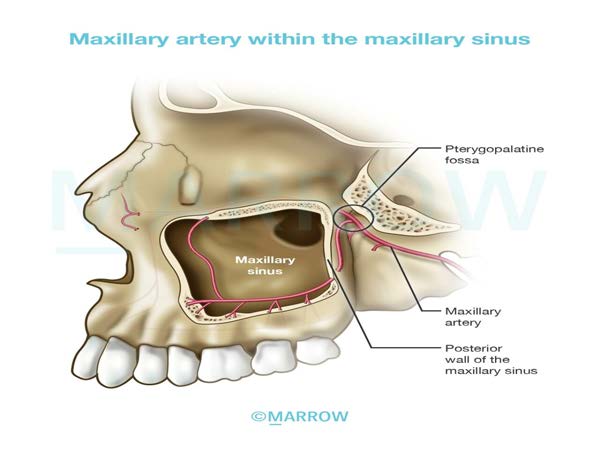 Maxillary artery within the maxillary sinus
Pterygopalatine
fossa
MARROW
Maxillary
sinus
Maxillary
artery
Posterior
wall of the
maxillary sinus
©MARROW